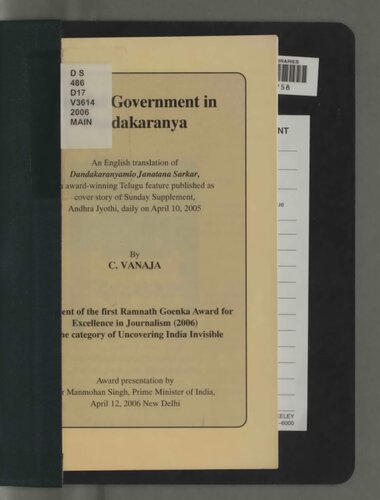 D S
486
D17
V3614
2006
MAIN
Government in
dakaranya
An English translation of
Dandakaranyamlo Janatana Sarkar,
award-winning Telugu feature published as
cover story of Sunday Supplement,
Andhra Jyothi, daily on April 10, 2005
By
C. VANAJA
ent of the first Ramnath Goenka Award for
Excellence in Journalism (2006)
he category of Uncovering India Invisible
Award presentation by
r Manmohan Singh, Prime Minister of India,
April 12, 2006 New Delhi
RARIES
58
NT
ELEY
-6000